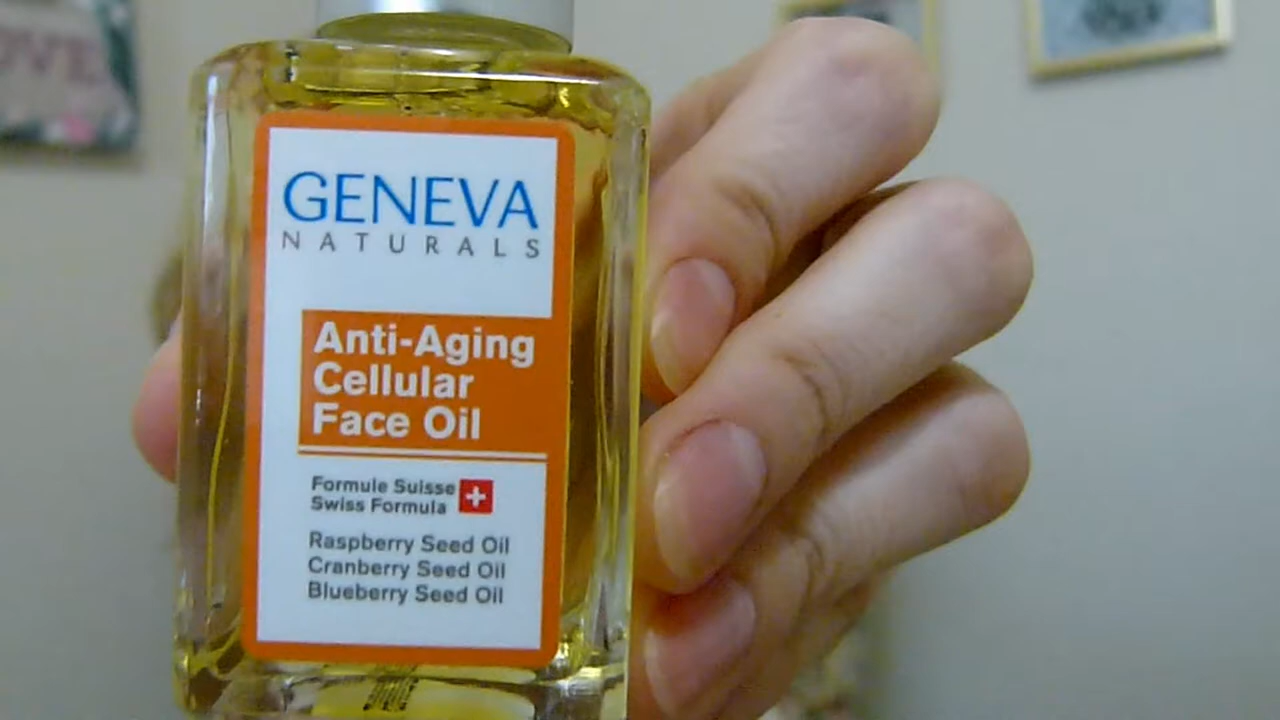 GENEVA
NATURALS
Anti-Aging
Cellular
Face Oil
Formule Suisse
Swiss Formula
Raspberry Seed Oil
Cranberry Seed Oil
Blueberry Seed Oil